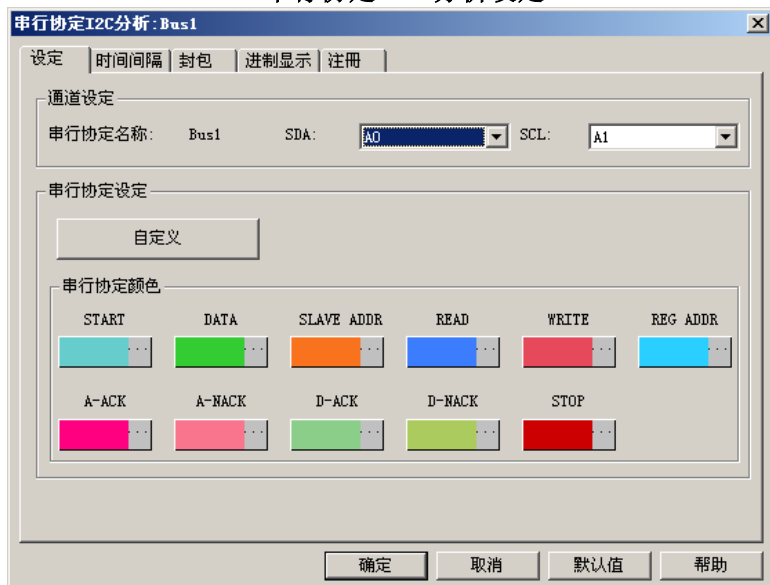 串行协定I2C分析:Bus1
设定 时间间隔 封包 进制显示 注册
通道设定
串行协定名称: Bus1 SDA: A0 SCL: A1
串行协定设定
自定义
串行协定颜色
START DATA SLAVE ADDR READ WRITE REG ADDR
... ... ... ... ... ...
A-ACK A-NACK D-ACK D-NACK STOP
... ... ... ... ...
确定 取消 默认值 帮助